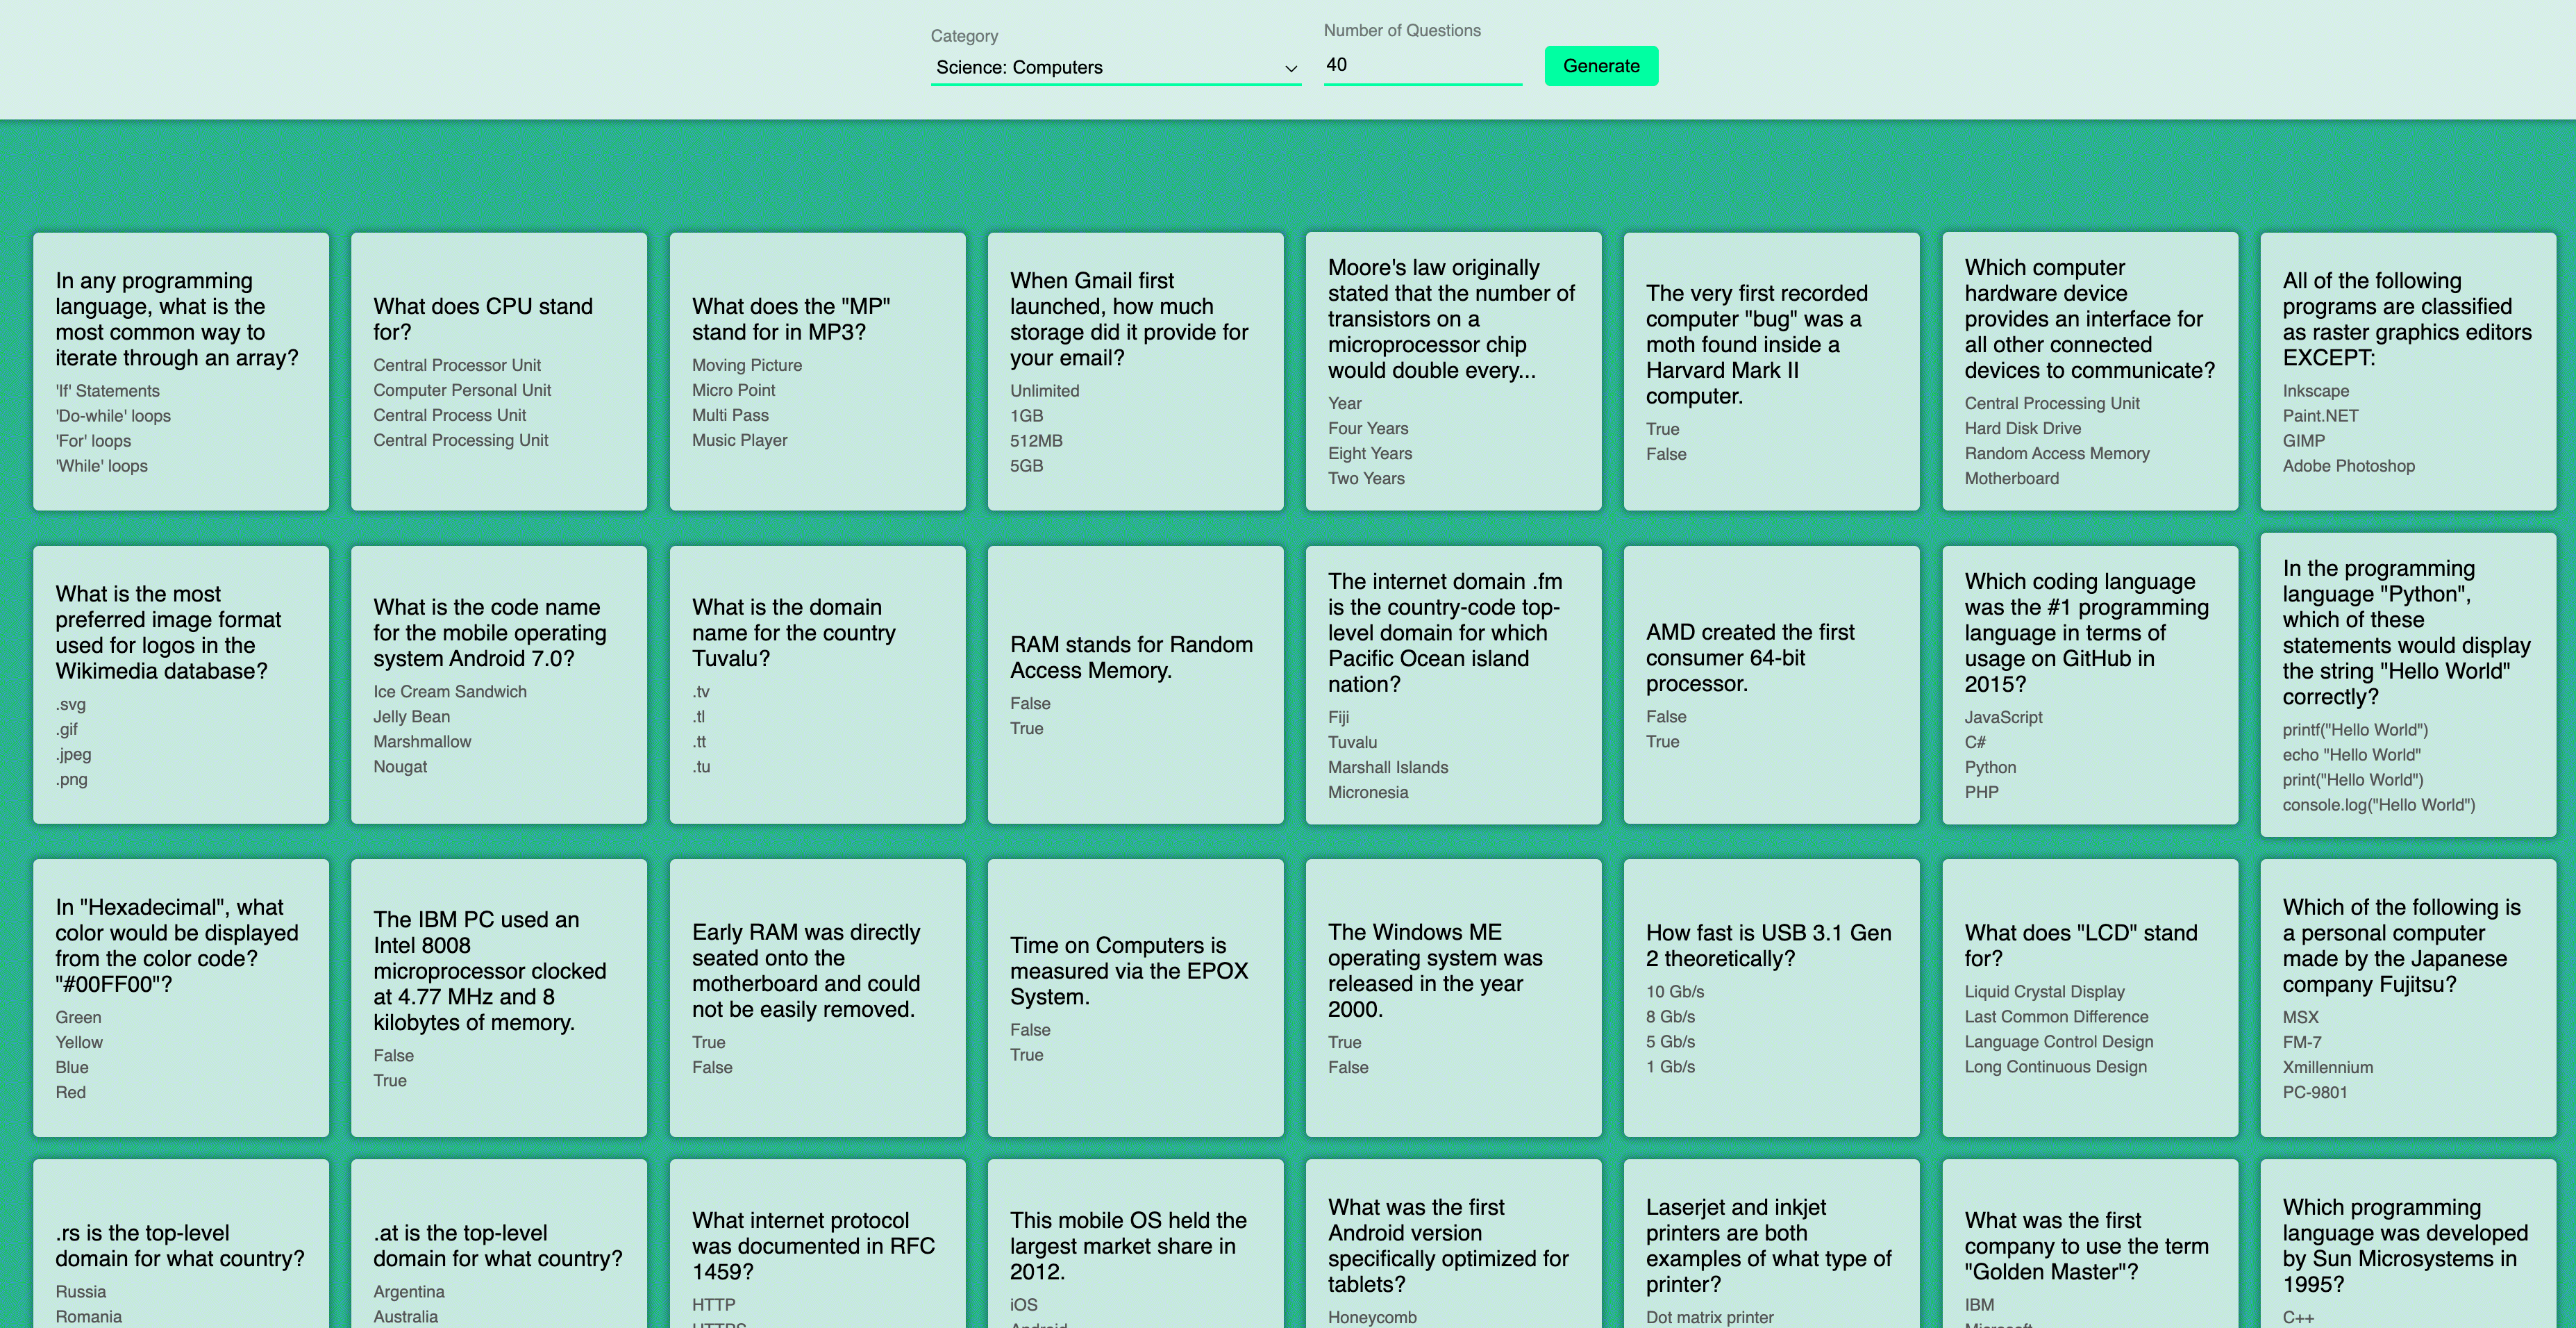 Category
Science: Computers
Number of Questions
40
Generate
In any programming
language, what is the
most common way to
iterate through an array?
'If' Statements
'Do-while' loops
'For' loops
'While' loops
What does CPU stand
for?
Central Processor Unit
Computer Personal Unit
Central Process Unit
Central Processing Unit
What does the "MP"
stand for in MP3?
Moving Picture
Micro Point
Multi Pass
Music Player
When Gmail first
launched, how much
storage did it provide for
your email?
Unlimited
1GB
512MB
5GB
Moore's law originally
stated that the number of
transistors on a
microprocessor chip
would double every...
Year
Four Years
Eight Years
Two Years
The very first recorded
computer "bug" was a
moth found inside a
Harvard Mark II
computer.
True
False
Which computer
hardware device
provides an interface for
all other connected
devices to communicate?
Central Processing Unit
Hard Disk Drive
Random Access Memory
Motherboard
All of the following
programs are classified
as raster graphics editors
EXCEPT:
Inkscape
Paint.NET
GIMP
Adobe Photoshop
What is the most
preferred image format
used for logos in the
Wikimedia database?
.svg
.gif
.jpeg
.png
What is the code name
for the mobile operating
system Android 7.0?
Ice Cream Sandwich
Jelly Bean
Marshmallow
Nougat
What is the domain
name for the country
Tuvalu?
.tv
.tl
.tt
.tu
RAM stands for Random
Access Memory.
False
True
The internet domain .fm
is the country-code top-
level domain for which
Pacific Ocean island
nation?
Fiji
Tuvalu
Marshall Islands
Micronesia
AMD created the first
consumer 64-bit
processor.
False
True
Which coding language
was the #1 programming
language in terms of
usage on GitHub in
2015?
JavaScript
C#
Python
PHP
In the programming
language "Python",
which of these
statements would display
the string "Hello World"
correctly?
printf("Hello World")
echo "Hello World"
print("Hello World")
console.log("Hello World")
In "Hexadecimal", what
color would be displayed
from the color code?
"#00FF00"?
Green
Yellow
Blue
Red
The IBM PC used an
Intel 8008
microprocessor clocked
at 4.77 MHz and 8
kilobytes of memory.
False
True
Early RAM was directly
seated onto the
motherboard and could
not be easily removed.
True
False
Time on Computers is
measured via the EPOX
System.
False
True
The Windows ME
operating system was
released in the year
2000.
True
False
How fast is USB 3.1 Gen
2 theoretically?
10 Gb/s
8 Gb/s
5 Gb/s
1 Gb/s
What does "LCD" stand
for?
Liquid Crystal Display
Last Common Difference
Language Control Design
Long Continuous Design
Which of the following is
a personal computer
made by the Japanese
company Fujitsu?
MSX
FM-7
Xmillennium
PC-9801
.rs is the top-level
domain for what country?
Russia
Romania
.at is the top-level
domain for what country?
Argentina
Australia
What internet protocol
was documented in RFC
1459?
HTTP
HTTPS
This mobile OS held the
largest market share in
2012.
iOS
Android
What was the first
Android version
specifically optimized for
tablets?
Honeycomb
Laserjet and inkjet
printers are both
examples of what type of
printer?
Dot matrix printer
What was the first
company to use the term
"Golden Master"?
IBM
Microsoft
Which programming
language was developed
by Sun Microsystems in
1995?
C++